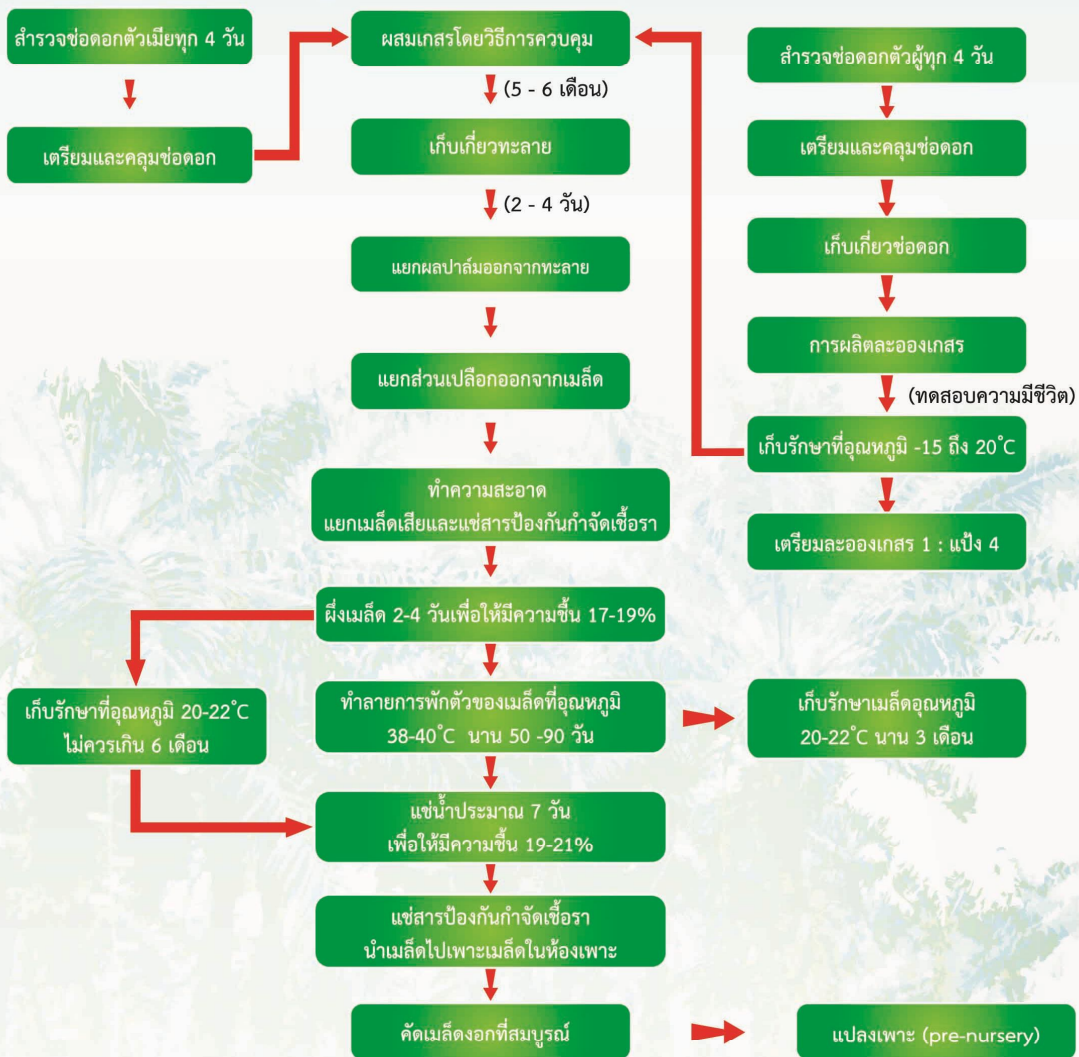 สำรวจช่อดอกตัวเมียทุก 4 วัน
เตรียมและคลุมช่อดอก
ผสมเกสรโดยวิธีการควบคุม
(5 - 6 เดือน)
เก็บเกี่ยวทะลาย
(2 - 4 วัน)
แยกผลปาล์มออกจากทะลาย
แยกส่วนเปลือกออกจากเมล็ด
ทำความสะอาด
แยกเมล็ดเสียและแช่สารป้องกันกำจัดเชื้อรา
ผึ่งเมล็ด 2-4 วันเพื่อให้มีความชื้น 17-19%
สำรวจช่อดอกตัวผู้ทุก 4 วัน
เตรียมและคลุมช่อดอก
เก็บเกี่ยวช่อดอก
การผลิตละอองเกสร
(ทดสอบความมีชีวิต)
เก็บรักษาที่อุณหภูมิ -15 ถึง 20°C
เตรียมละอองเกสร 1 : แป้ง 4
เก็บรักษาที่อุณหภูมิ 20-22°C
ไม่ควรเกิน 6 เดือน
ทำลายการพักตัวของเมล็ดที่อุณหภูมิ
38-40°C นาน 50 -90 วัน
เก็บรักษาเมล็ดอุณหภูมิ
20-22°C นาน 3 เดือน
แช่น้ำประมาณ 7 วัน
เพื่อให้มีความชื้น 19-21%
แช่สารป้องกันกำจัดเชื้อรา
นำเมล็ดไปเพาะเมล็ดในห้องเพาะ
คัดเมล็ดงอกที่สมบูรณ์
แปลงเพาะ (pre-nursery)